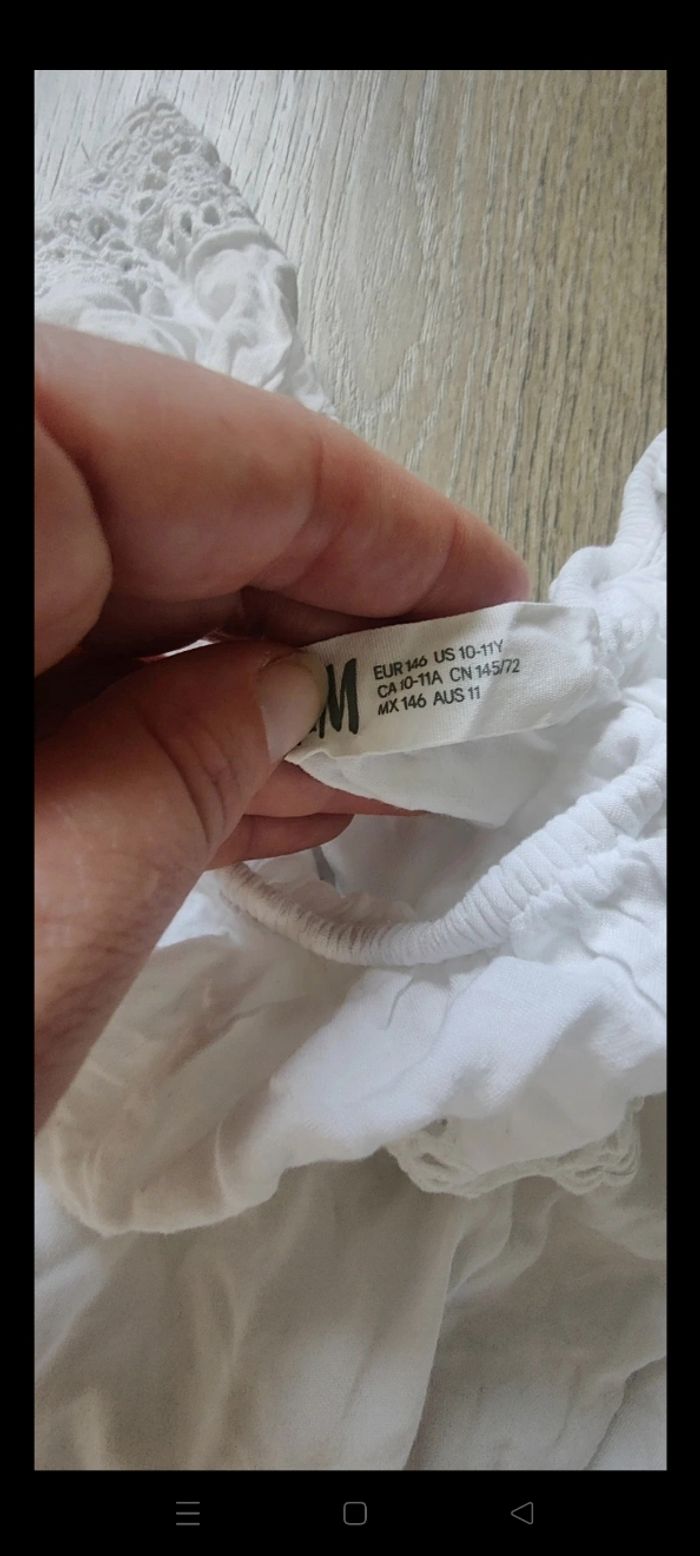 M
EUR 146 US 10-11Y
CA 10-11A CN 145/72
MX 146 AUS 11